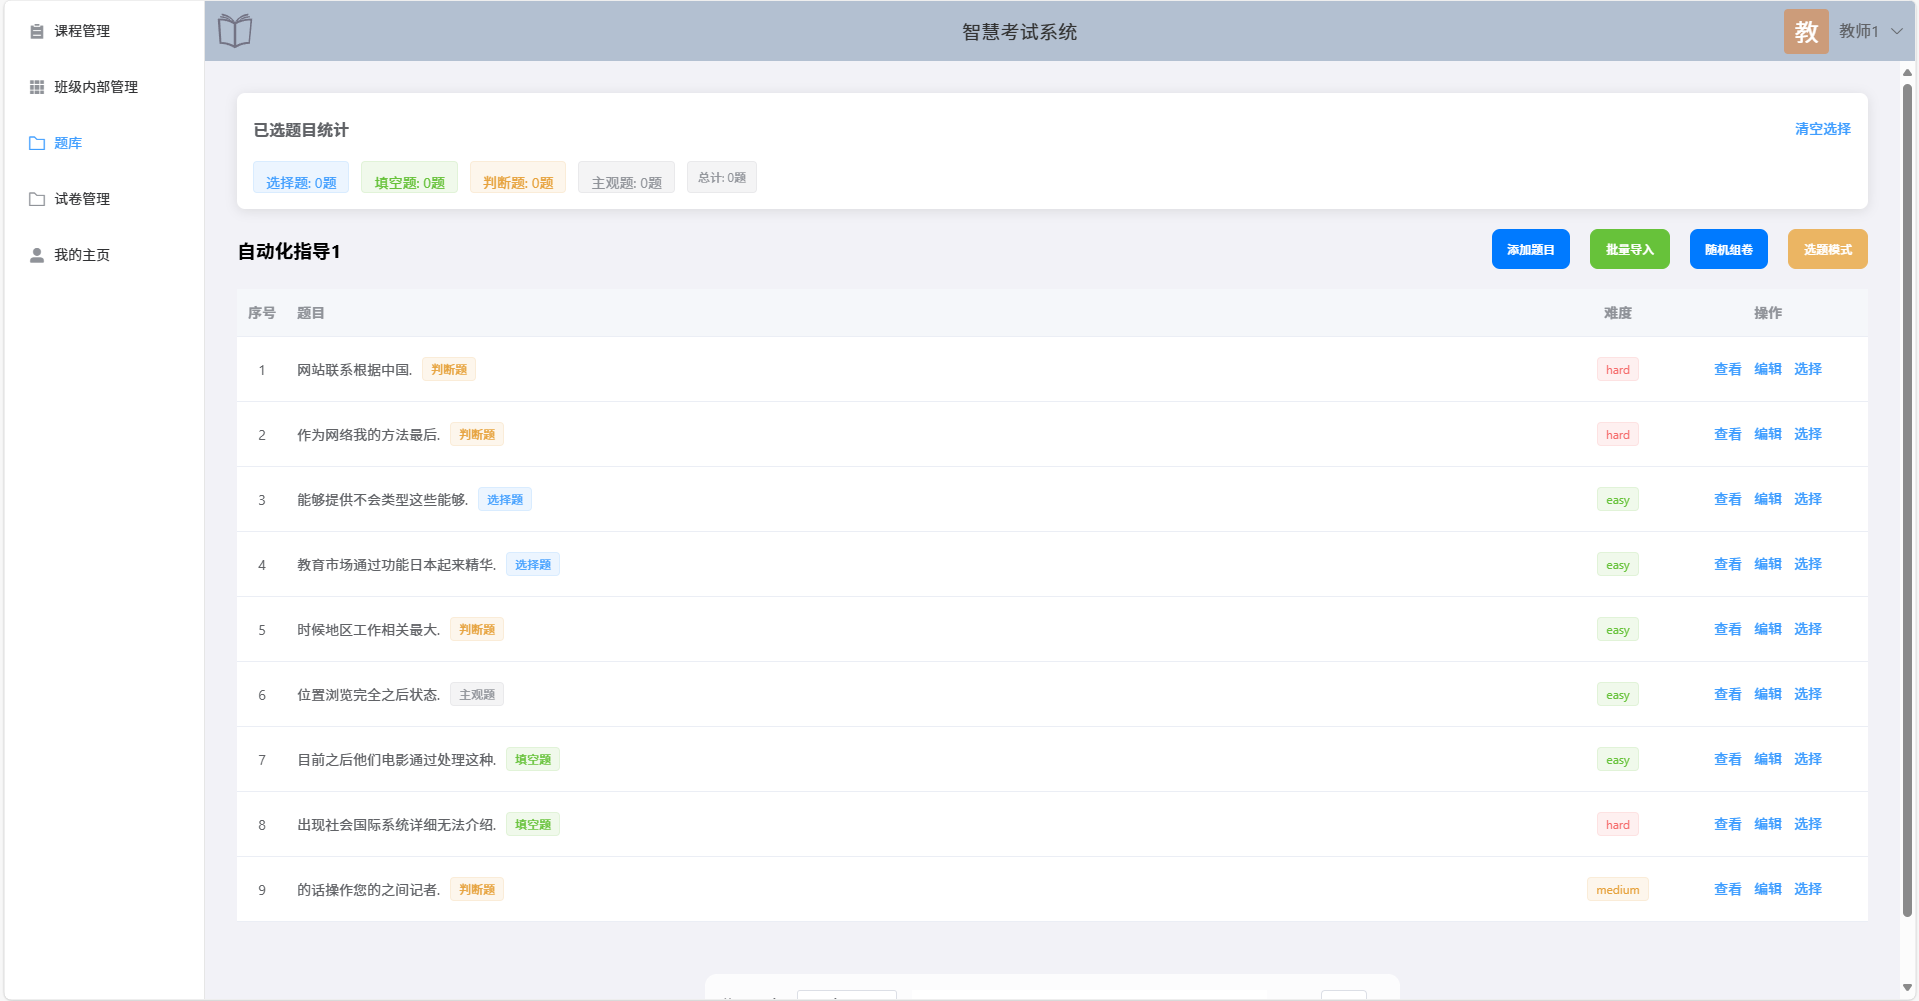 课程管理
班级内部管理
题库
试卷管理
我的主页
智慧考试系统
教 教师1
已选题目统计 清空选择
选择题: 0题 填空题: 0题 判断题: 0题 主观题: 0题 总计: 0题
自动化指导1 添加题目 批量导入 随机组卷 选题模式
序号 题目 难度 操作
1 网站联系根据中国. 判断题 hard 查看 编辑 选择
2 作为网络我的方法最后. 判断题 hard 查看 编辑 选择
3 能够提供不会类型这些能够. 选择题 easy 查看 编辑 选择
4 教育市场通过功能日本起来精华. 选择题 easy 查看 编辑 选择
5 时候地区工作相关最大. 判断题 easy 查看 编辑 选择
6 位置浏览完全之后状态. 主观题 easy 查看 编辑 选择
7 目前之后他们电影通过处理这种. 填空题 easy 查看 编辑 选择
8 出现社会国际系统详细无法介绍. 填空题 hard 查看 编辑 选择
9 的话操作您的之间记者. 判断题 medium 查看 编辑 选择